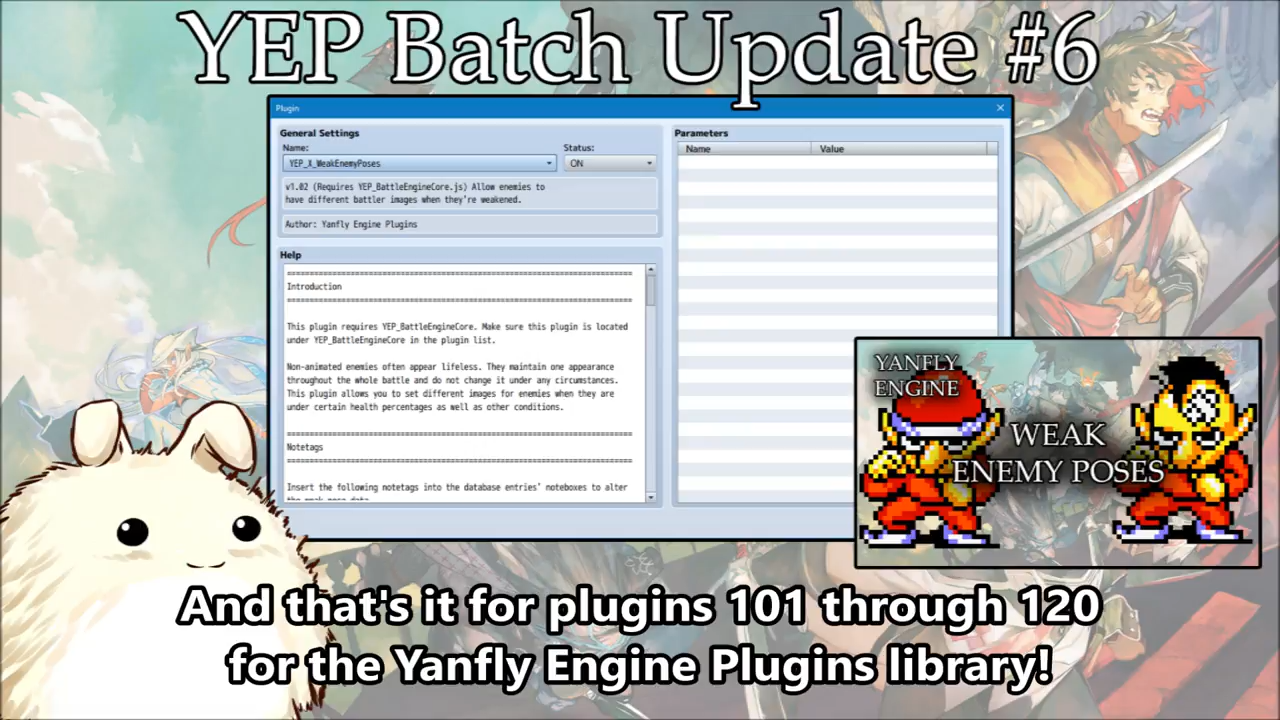 YEP Batch Update #6
Plugin
General Settings
Name:
Status:
YEP_X_WeakEnemyPoses
ON
v1.02 (Requires YEP_BattleEngineCore.js) Allow enemies to
have different battler images when they're weakened.
Author: Yanfly Engine Plugins
Help
================================================================================
Introduction
================================================================================
This plugin requires YEP_BattleEngineCore. Make sure this plugin is located
under YEP_BattleEngineCore in the plugin list.
Non-animated enemies often appear lifeless. They maintain one appearance
throughout the whole battle and do not change it under any circumstances.
This plugin allows you to set different images for enemies when they are
under certain health percentages as well as other conditions.
================================================================================
Notetags
================================================================================
Insert the following notetags into the database entries' noteboxes to alter
the weak pose data.
Parameters
Name
Value
YANFLY
ENGINE
WEAK
ENEMY POSES
And that's it for plugins 101 through 120
for the Yanfly Engine Plugins library!